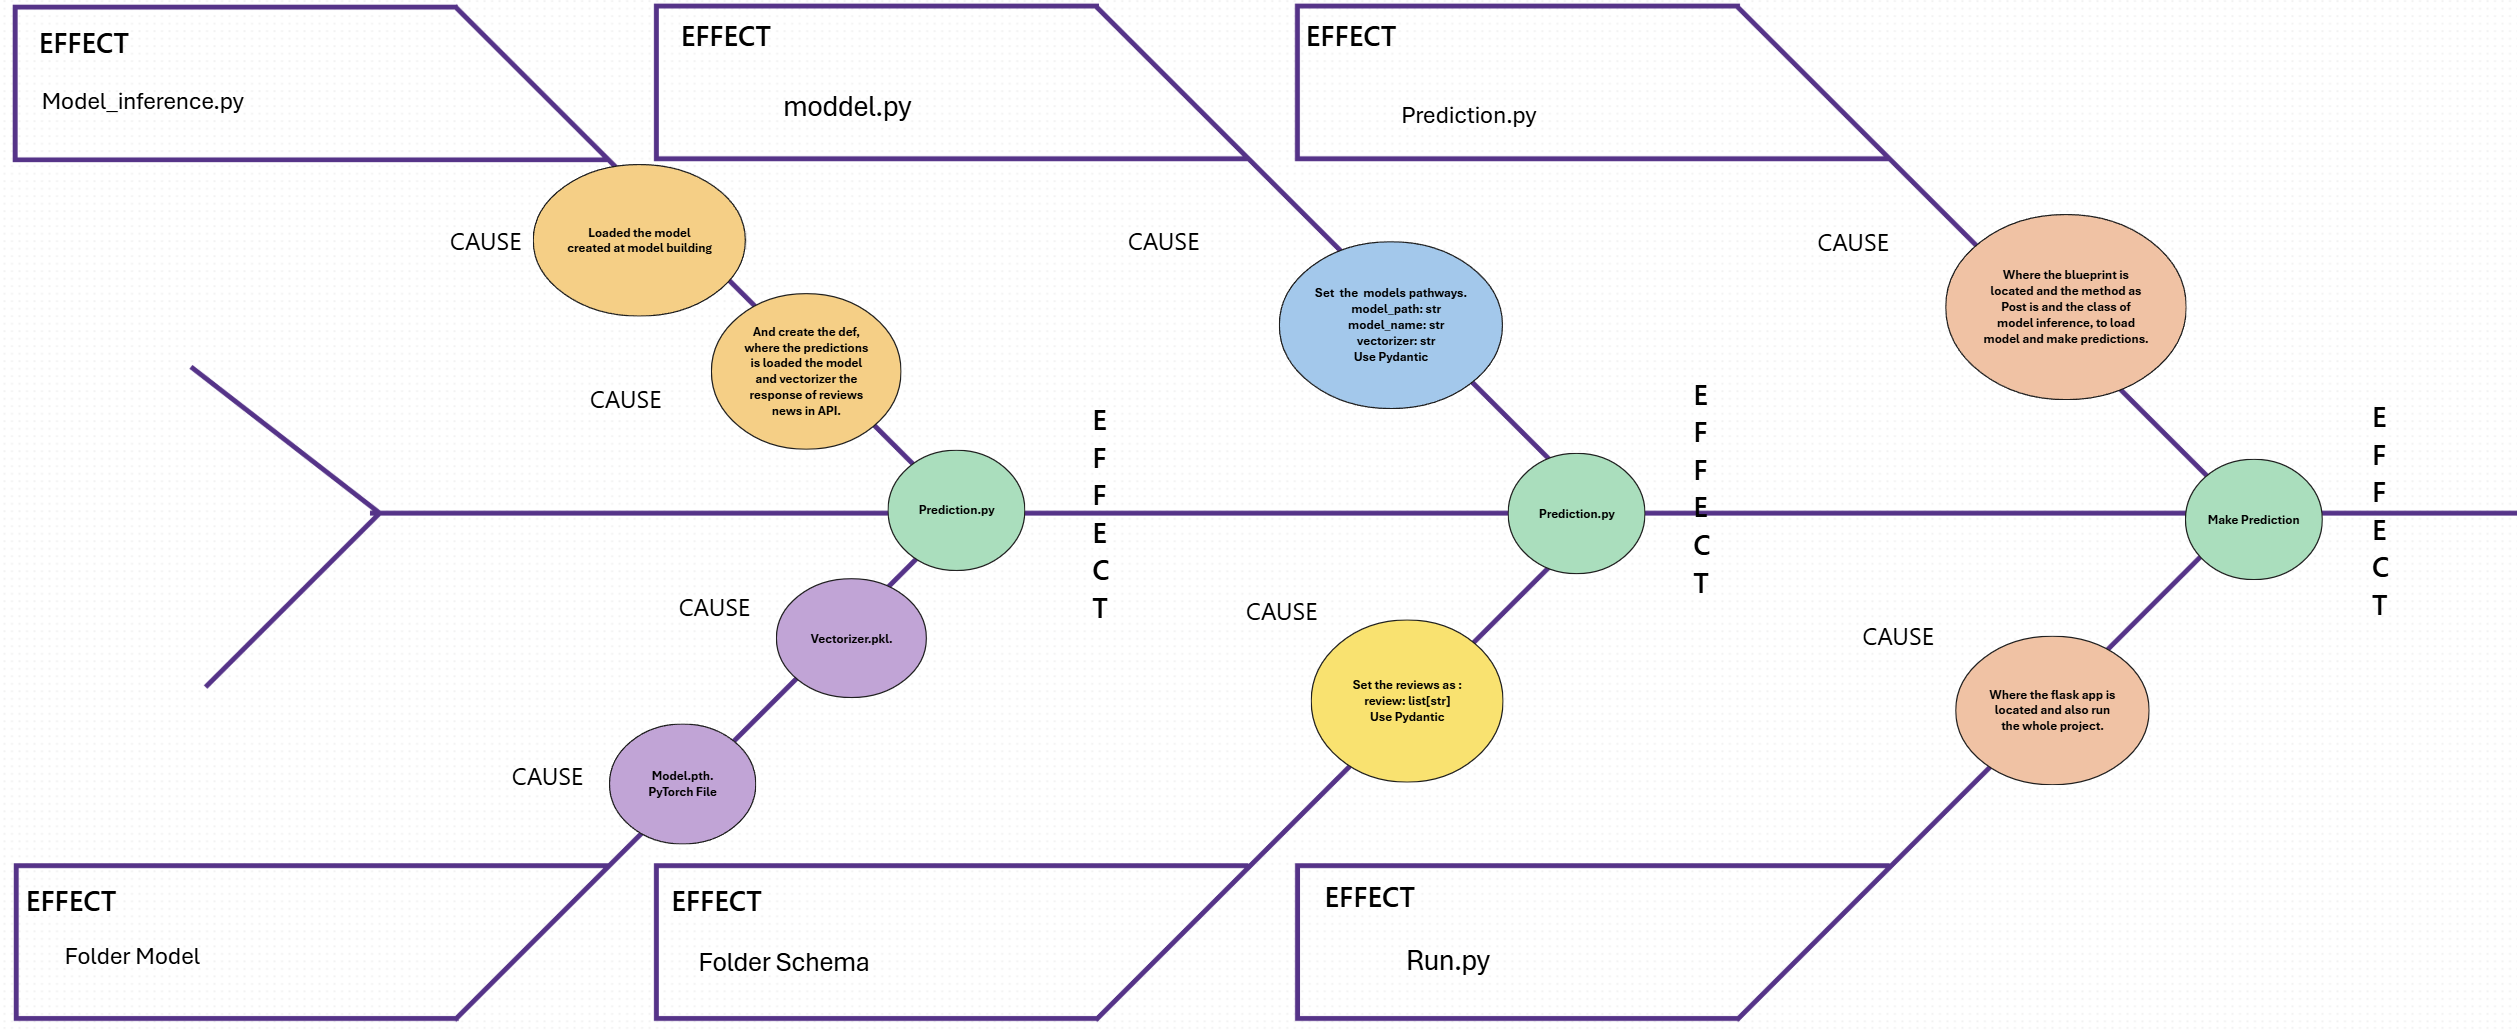 EFFECT
Model_inference.py
EFFECT
moddel.py
EFFECT
Prediction.py
CAUSE
Loaded the model
created at model building
CAUSE
And create the def,
where the predictions
is loaded the model
and vectorizer the
response of reviews
news in API.
CAUSE
Set the models pathways.
model_path: str
model_name: str
vectorizer: str
Use Pydantic
CAUSE
Where the blueprint is
located and the method as
Post is and the class of
model inference, to load
model and make predictions.
Prediction.py
E
F
F
E
C
T
Prediction.py
E
F
F
E
C
T
Make Prediction
E
F
F
E
C
T
CAUSE
Vectorizer.pkl.
CAUSE
Model.pth.
PyTorch File
CAUSE
Set the reviews as :
review: list[str]
Use Pydantic
CAUSE
Where the flask app is
located and also run
the whole project.
EFFECT
Folder Model
EFFECT
Folder Schema
EFFECT
Run.py